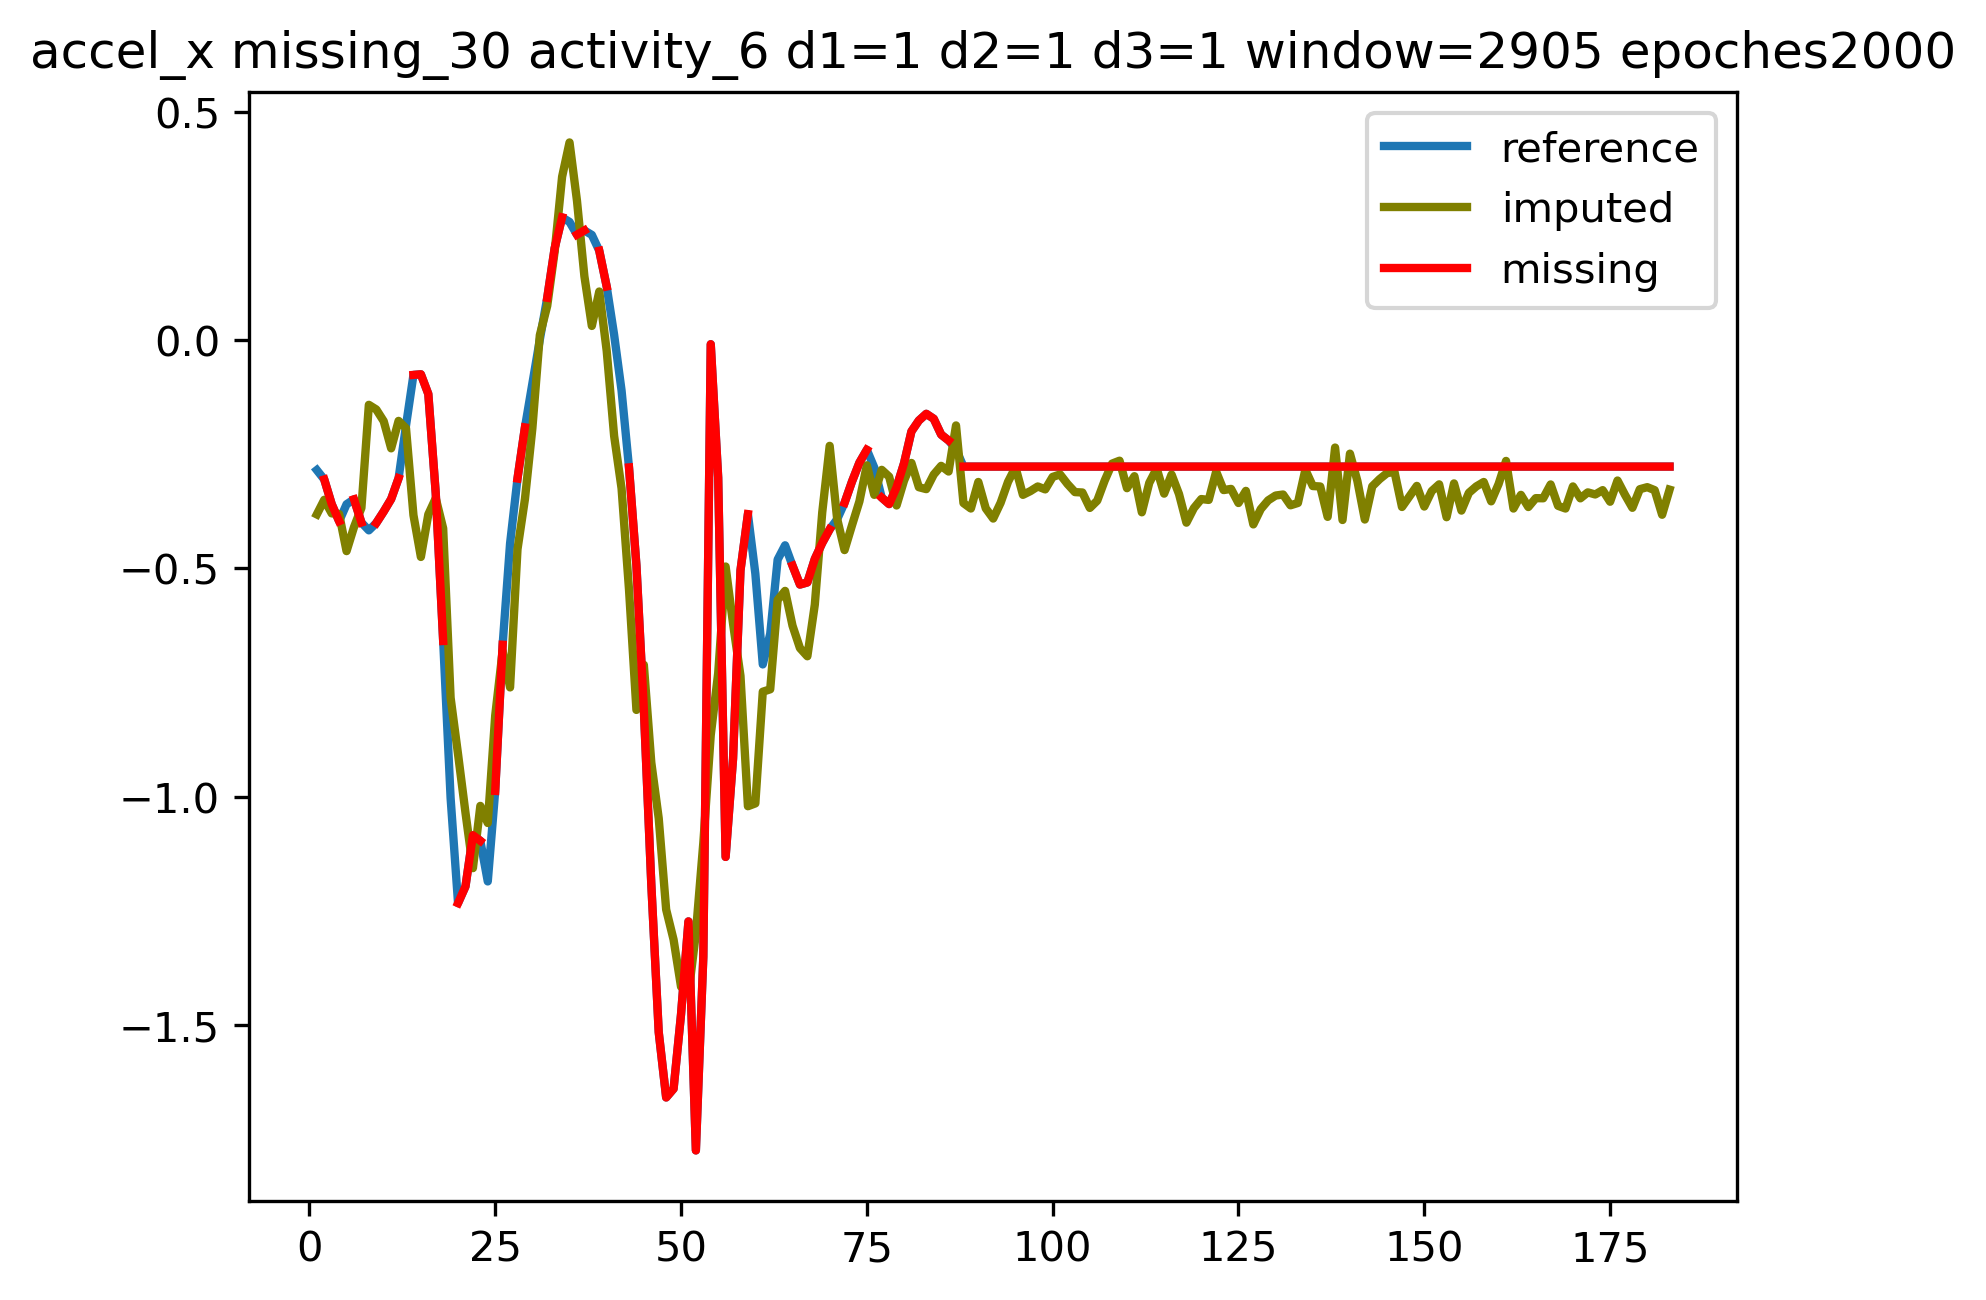 accel_x missing_30 activity_6 d1=1 d2=1 d3=1 window=2905 epoches2000
reference
imputed
missing
0.5
0.0
−0.5
−1.0
−1.5
0 25 50 75 100 125 150 175